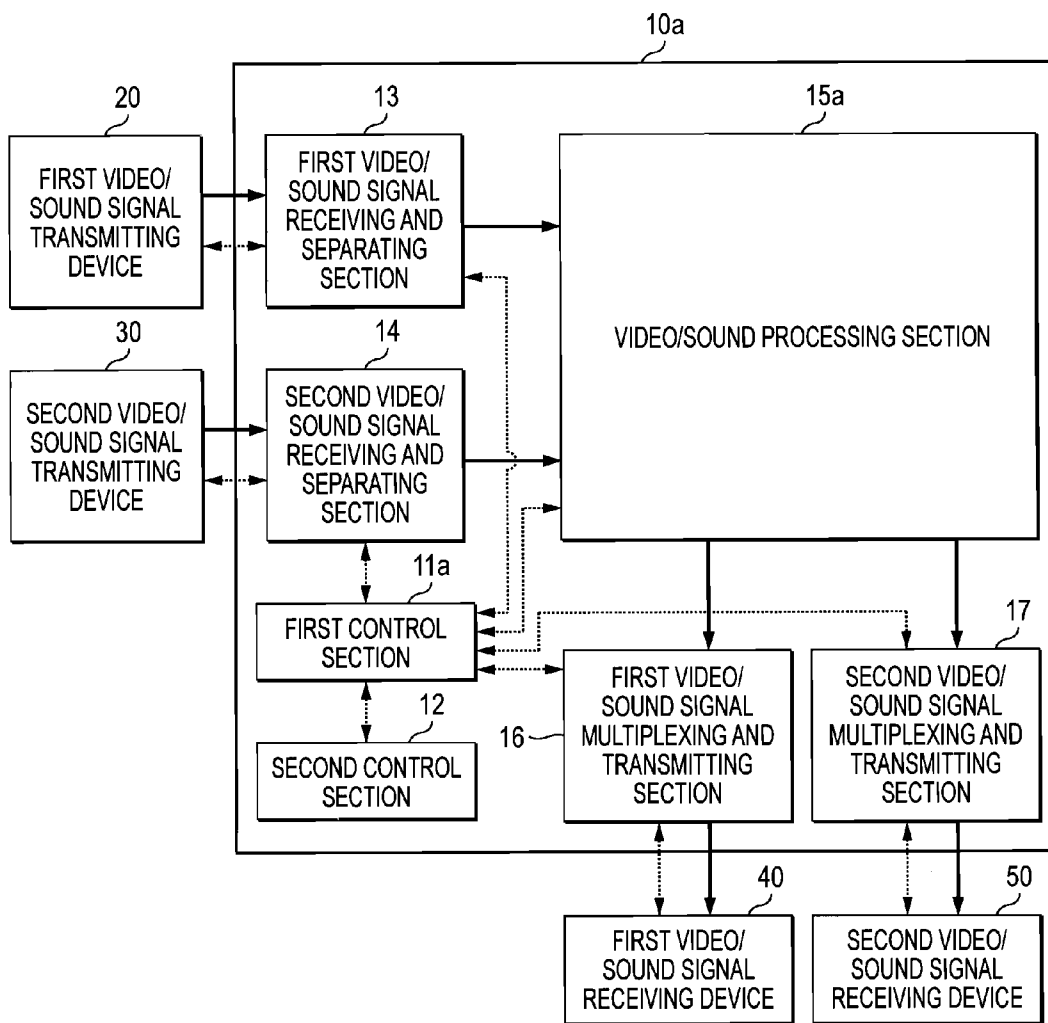 10a
20
FIRST VIDEO/
SOUND SIGNAL
TRANSMITTING
DEVICE
13
FIRST VIDEO/
SOUND SIGNAL
RECEIVING AND
SEPARATING
SECTION
15a
VIDEO/SOUND PROCESSING SECTION
30
SECOND VIDEO/
SOUND SIGNAL
TRANSMITTING
DEVICE
14
SECOND VIDEO/
SOUND SIGNAL
RECEIVING AND
SEPARATING
SECTION
11a
FIRST CONTROL
SECTION
12
SECOND CONTROL
SECTION
16
FIRST VIDEO/
SOUND SIGNAL
MULTIPLEXING AND
TRANSMITTING
SECTION
17
SECOND VIDEO/
SOUND SIGNAL
MULTIPLEXING AND
TRANSMITTING
SECTION
40
FIRST VIDEO/
SOUND SIGNAL
RECEIVING DEVICE
50
SECOND VIDEO/
SOUND SIGNAL
RECEIVING DEVICE